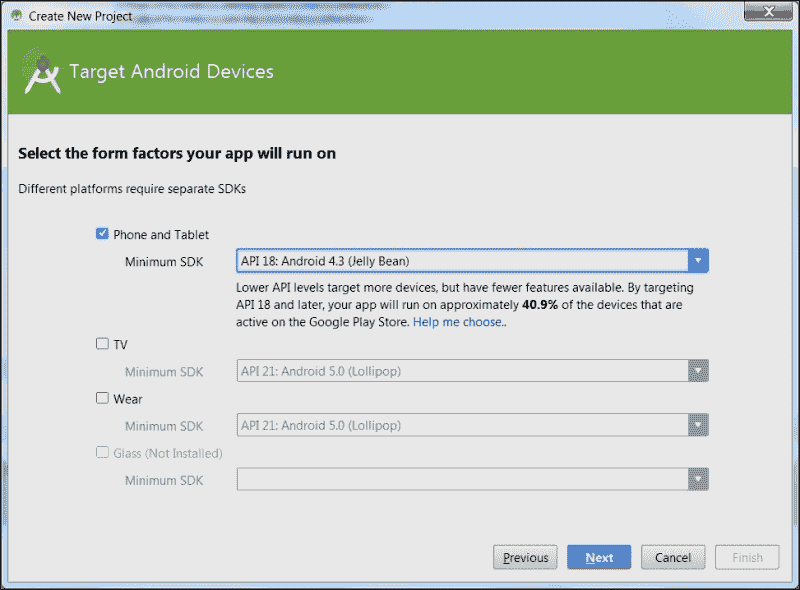 Create New Project
Target Android Devices
Select the form factors your app will run on
Different platforms require separate SDKs
Phone and Tablet
Minimum SDK API 18: Android 4.3 (Jelly Bean)
Lower API levels target more devices, but have fewer features available. By targeting
API 18 and later, your app will run on approximately 40.9% of the devices that are
active on the Google Play Store. Help me choose..
TV
Minimum SDK API 21: Android 5.0 (Lollipop)
Wear
Minimum SDK API 21: Android 5.0 (Lollipop)
Glass (Not Installed)
Minimum SDK
Previous Next Cancel Finish